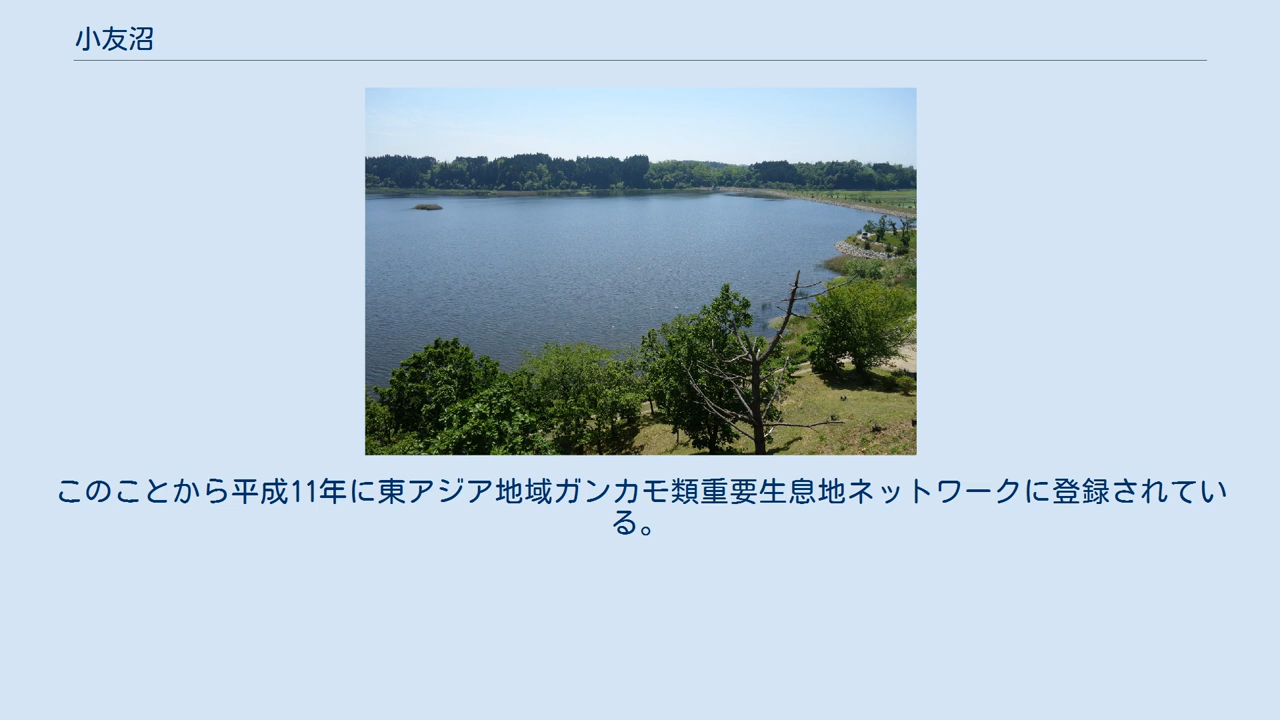 小友沼
このことから平成11年に東アジア地域ガンカモ類重要生息地ネットワークに登録されてい
る。